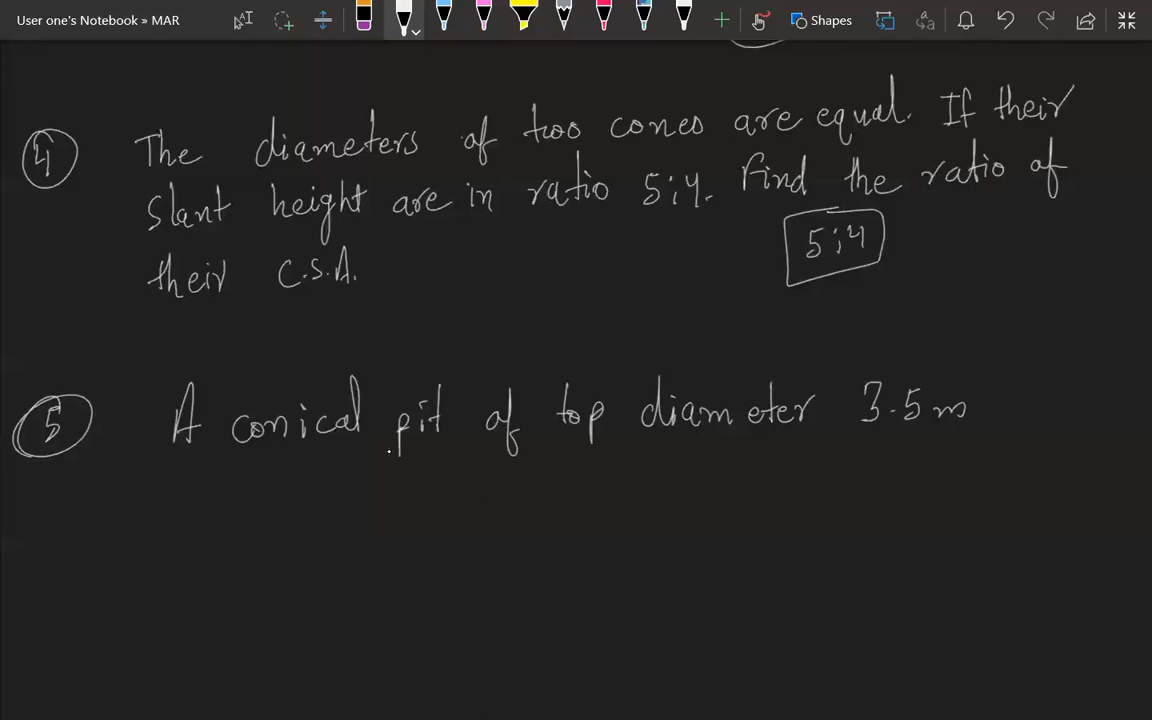 User one's Notebook » MAR
Shapes
4 The diameters of two cones are equal. If their
slant height are in ratio 5:4. Find the ratio of
their C.S.A.
5:4
5 A conical pit of top diameter 3.5m